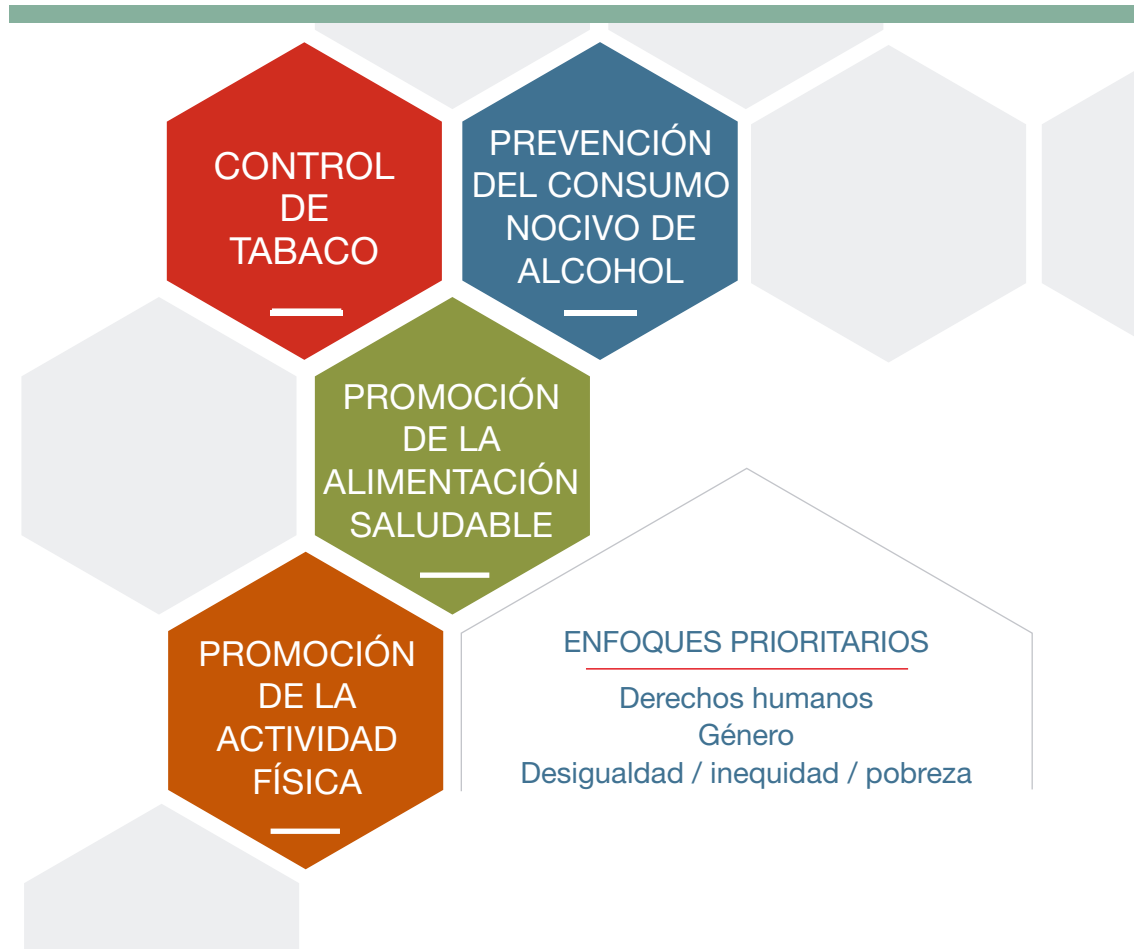 CONTROL
DE
TABACO
PREVENCIÓN
DEL CONSUMO
NOCIVO DE
ALCOHOL
PROMOCIÓN
DE LA
ALIMENTACIÓN
SALUDABLE
PROMOCIÓN
DE LA
ACTIVIDAD
FÍSICA
ENFOQUES PRIORITARIOS
Derechos humanos
Género
Desigualdad / inequidad / pobreza